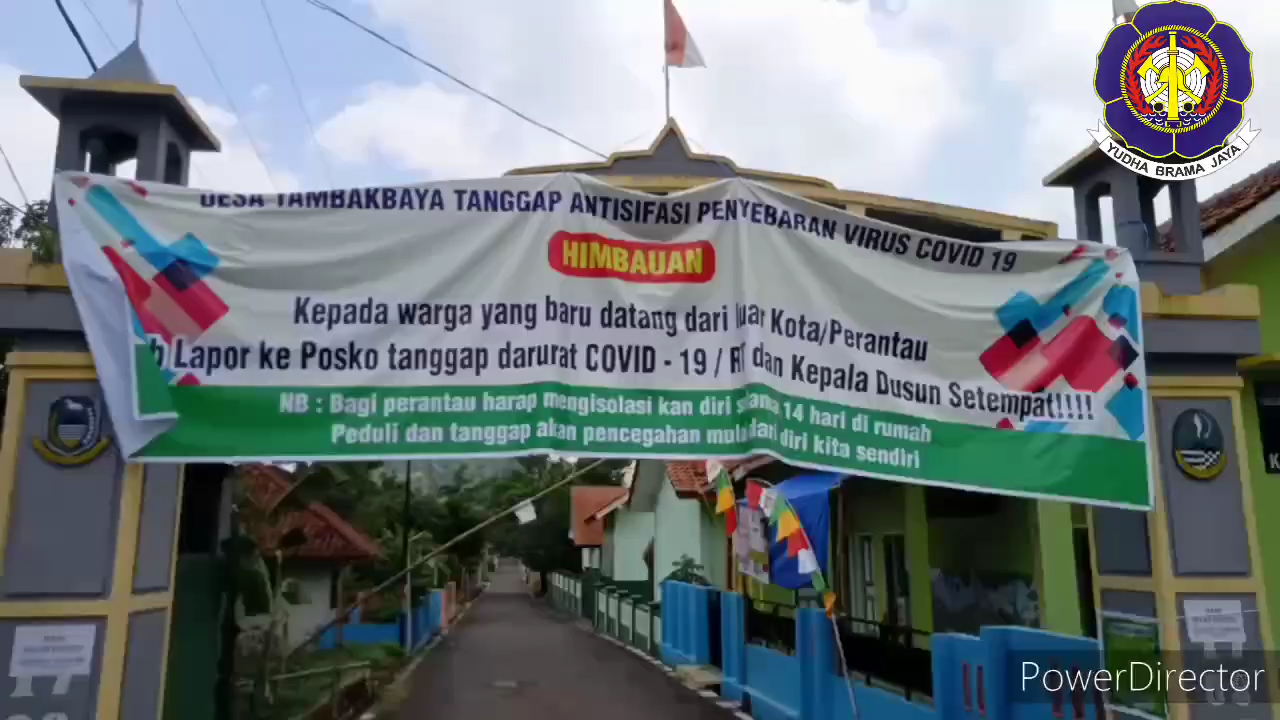 YUDHA BRAMA JAYA
DESA TAMBAKBAYA TANGGAP ANTISIFASI PENYEBARAN VIRUS COVID 19
HIMBAUAN
Kepada warga yang baru datang dari luar Kota/Perantau
Lapor ke Posko tanggap darurat COVID - 19 / RT dan Kepala Dusun Setempat!!!!
NB : Bagi perantau harap mengisolasi kan diri selama 14 hari di rumah
Peduli dan tanggap akan pencegahan mulai dari diri kita sendiri
17
PowerDirector